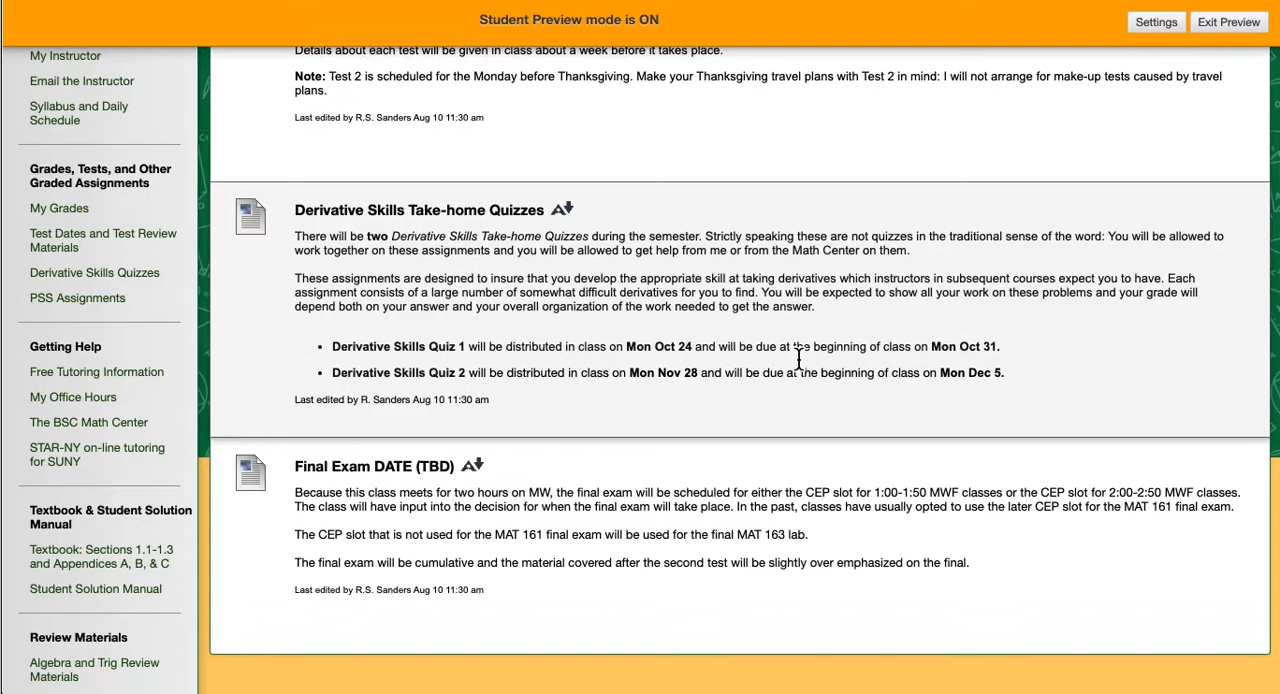 Student Preview mode is ON
Settings
Exit Preview
My Instructor
Email the Instructor
Syllabus and Daily
Schedule
Grades, Tests, and Other
Graded Assignments
My Grades
Test Dates and Test Review
Materials
Derivative Skills Quizzes
PSS Assignments
Getting Help
Free Tutoring Information
My Office Hours
The BSC Math Center
STAR-NY on-line tutoring
for SUNY
Textbook & Student Solution
Manual
Textbook: Sections 1.1-1.3
and Appendices A, B, & C
Student Solution Manual
Review Materials
Algebra and Trig Review
Materials
Details about each test will be given in class about a week before it takes place.
Note: Test 2 is scheduled for the Monday before Thanksgiving. Make your Thanksgiving travel plans with Test 2 in mind: I will not arrange for make-up tests caused by travel
plans.
Last edited by R.S. Sanders Aug 10 11:30 am
Derivative Skills Take-home Quizzes
There will be two Derivative Skills Take-home Quizzes during the semester. Strictly speaking these are not quizzes in the traditional sense of the word: You will be allowed to
work together on these assignments and you will be allowed to get help from me or from the Math Center on them.
These assignments are designed to insure that you develop the appropriate skill at taking derivatives which instructors in subsequent courses expect you to have. Each
assignment consists of a large number of somewhat difficult derivatives for you to find. You will be expected to show all your work on these problems and your grade will
depend both on your answer and your overall organization of the work needed to get the answer.
• Derivative Skills Quiz 1 will be distributed in class on Mon Oct 24 and will be due at the beginning of class on Mon Oct 31.
• Derivative Skills Quiz 2 will be distributed in class on Mon Nov 28 and will be due at the beginning of class on Mon Dec 5.
Last edited by R. Sanders Aug 10 11:30 am
Final Exam DATE (TBD)
Because this class meets for two hours on MW, the final exam will be scheduled for either the CEP slot for 1:00-1:50 MWF classes or the CEP slot for 2:00-2:50 MWF classes.
The class will have input into the decision for when the final exam will take place. In the past, classes have usually opted to use the later CEP slot for the MAT 161 final exam.
The CEP slot that is not used for the MAT 161 final exam will be used for the final MAT 163 lab.
The final exam will be cumulative and the material covered after the second test will be slightly over emphasized on the final.
Last edited by R.S. Sanders Aug 10 11:30 am